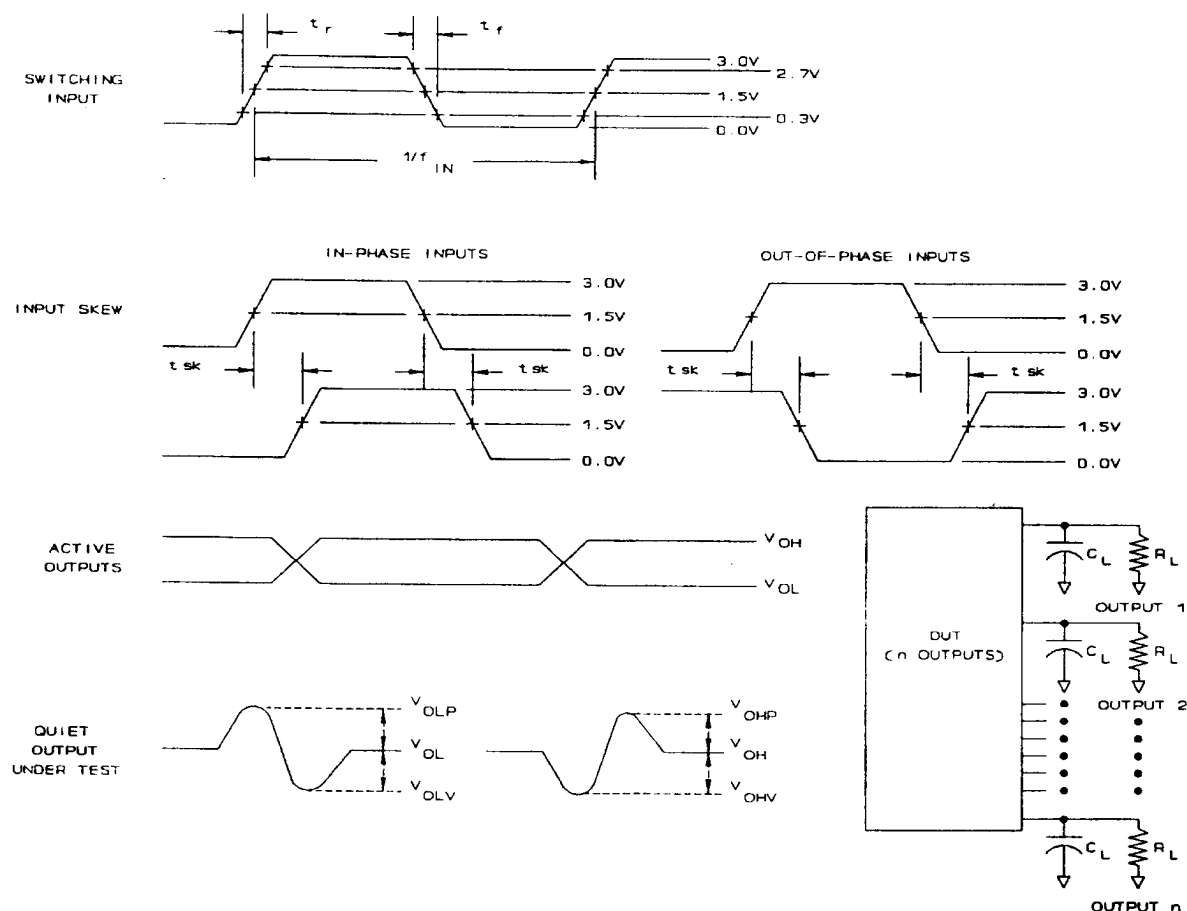 t r
t f
SWITCHING
INPUT
3.0V
2.7V
1.5V
0.3V
0.0V
1/f IN
IN-PHASE INPUTS
OUT-OF-PHASE INPUTS
INPUT SKEW
3.0V
1.5V
0.0V
t sk
t sk
3.0V
1.5V
0.0V
3.0V
1.5V
0.0V
t sk
t sk
3.0V
1.5V
0.0V
ACTIVE
OUTPUTS
V OH
V OL
QUIET
OUTPUT
UNDER TEST
V OLP
V OL
V OLV
V OHP
V OH
V OHV
DUT
(n OUTPUTS)
C L
R L
OUTPUT 1
C L
R L
OUTPUT 2
C L
R L
OUTPUT n